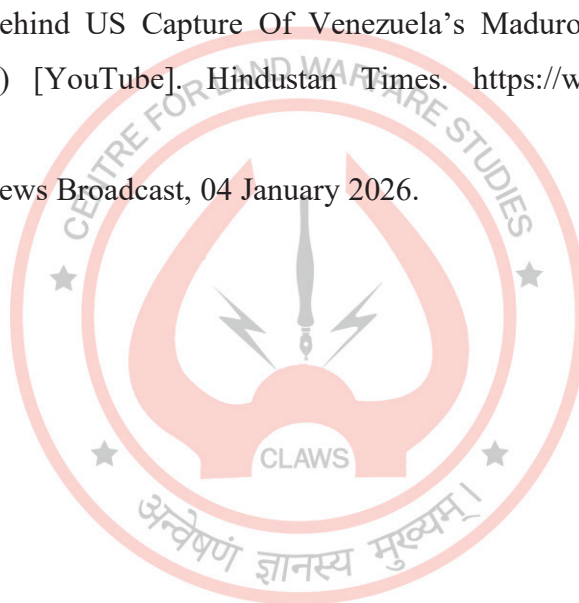 ehind US Capture Of Venezuela’s Maduro
) [YouTube]. Hindustan Times. https://w
ews Broadcast, 04 January 2026.
CENTRE FOR LAND WARFARE STUDIES
CLAWS
अन्वेषणं ज्ञानस्य मुख्यम्।